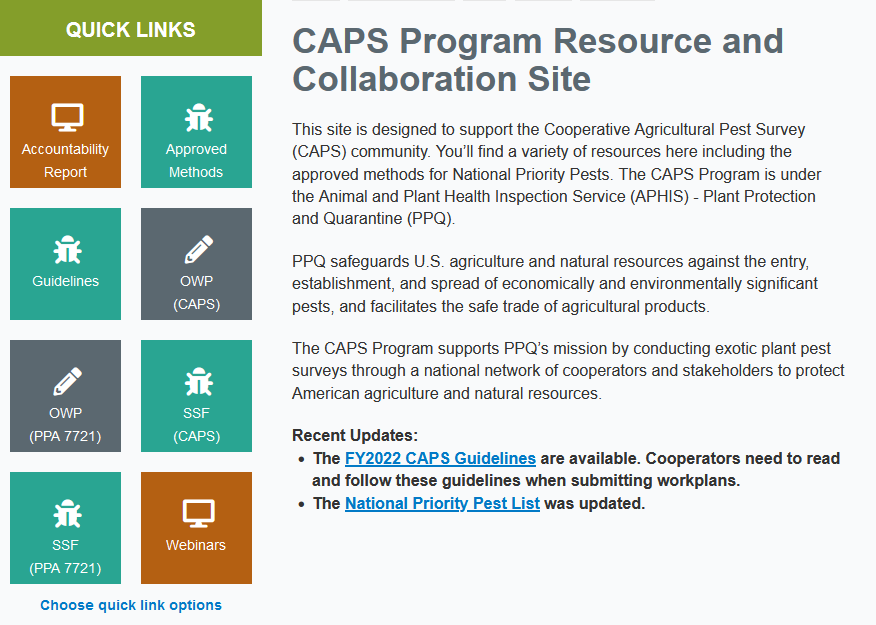 QUICK LINKS
Accountability
Report
Approved
Methods
Guidelines
OWP
(CAPS)
OWP
(PPA 7721)
SSF
(CAPS)
SSF
(PPA 7721)
Webinars
Choose quick link options
CAPS Program Resource and
Collaboration Site
This site is designed to support the Cooperative Agricultural Pest Survey
(CAPS) community. You’ll find a variety of resources here including the
approved methods for National Priority Pests. The CAPS Program is under
the Animal and Plant Health Inspection Service (APHIS) - Plant Protection
and Quarantine (PPQ).
PPQ safeguards U.S. agriculture and natural resources against the entry,
establishment, and spread of economically and environmentally significant
pests, and facilitates the safe trade of agricultural products.
The CAPS Program supports PPQ’s mission by conducting exotic plant pest
surveys through a national network of cooperators and stakeholders to protect
American agriculture and natural resources.
Recent Updates:
• The FY2022 CAPS Guidelines are available. Cooperators need to read
and follow these guidelines when submitting workplans.
• The National Priority Pest List was updated.